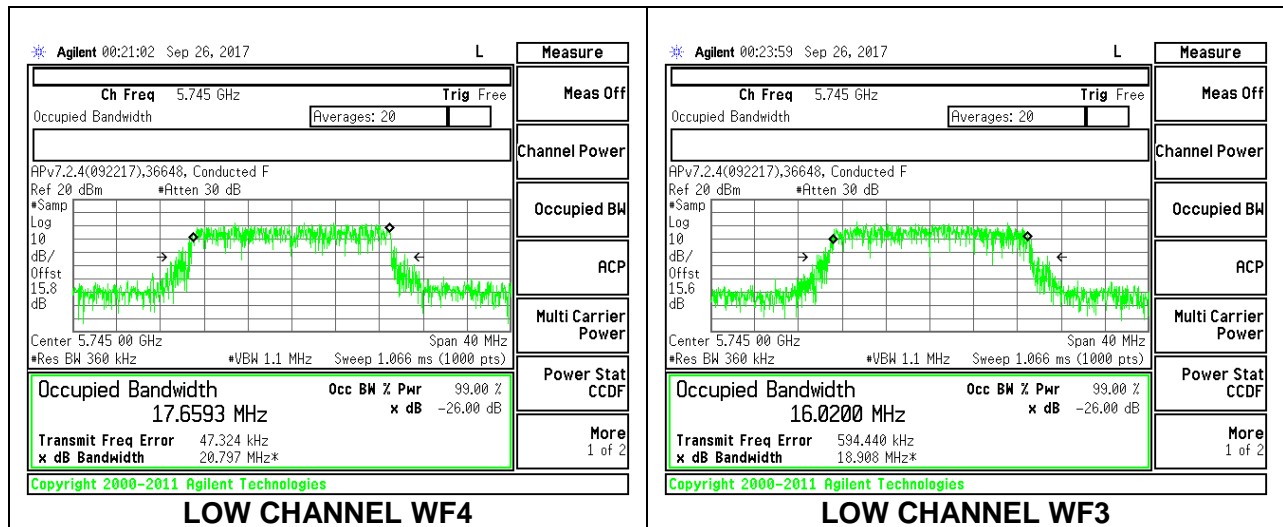 Agilent 00:21:02 Sep 26, 2017 L
Measure
Ch Freq 5.745 GHz Trig Free
Occupied Bandwidth Averages: 20
APv7.2.4(092217),36648, Conducted F
Ref 20 dBm #Atten 30 dB
#Samp
Log
10
dB/
Offst
15.8
dB
Center 5.745 00 GHz Span 40 MHz
#Res BW 360 kHz #VBW 1.1 MHz Sweep 1.066 ms (1000 pts)
Occupied Bandwidth Occ BW % Pwr 99.00 %
17.6593 MHz x dB -26.00 dB
Transmit Freq Error 47.324 kHz
x dB Bandwidth 20.797 MHz*
Copyright 2000-2011 Agilent Technologies
Meas Off
Channel Power
Occupied BW
ACP
Multi Carrier
Power
Power Stat
CCDF
More
1 of 2
LOW CHANNEL WF4
Agilent 00:23:59 Sep 26, 2017 L
Measure
Ch Freq 5.745 GHz Trig Free
Occupied Bandwidth Averages: 20
APv7.2.4(092217),36648, Conducted F
Ref 20 dBm #Atten 30 dB
#Samp
Log
10
dB/
Offst
15.6
dB
Center 5.745 00 GHz Span 40 MHz
#Res BW 360 kHz #VBW 1.1 MHz Sweep 1.066 ms (1000 pts)
Occupied Bandwidth Occ BW % Pwr 99.00 %
16.0200 MHz x dB -26.00 dB
Transmit Freq Error 594.440 kHz
x dB Bandwidth 18.908 MHz*
Copyright 2000-2011 Agilent Technologies
Meas Off
Channel Power
Occupied BW
ACP
Multi Carrier
Power
Power Stat
CCDF
More
1 of 2
LOW CHANNEL WF3